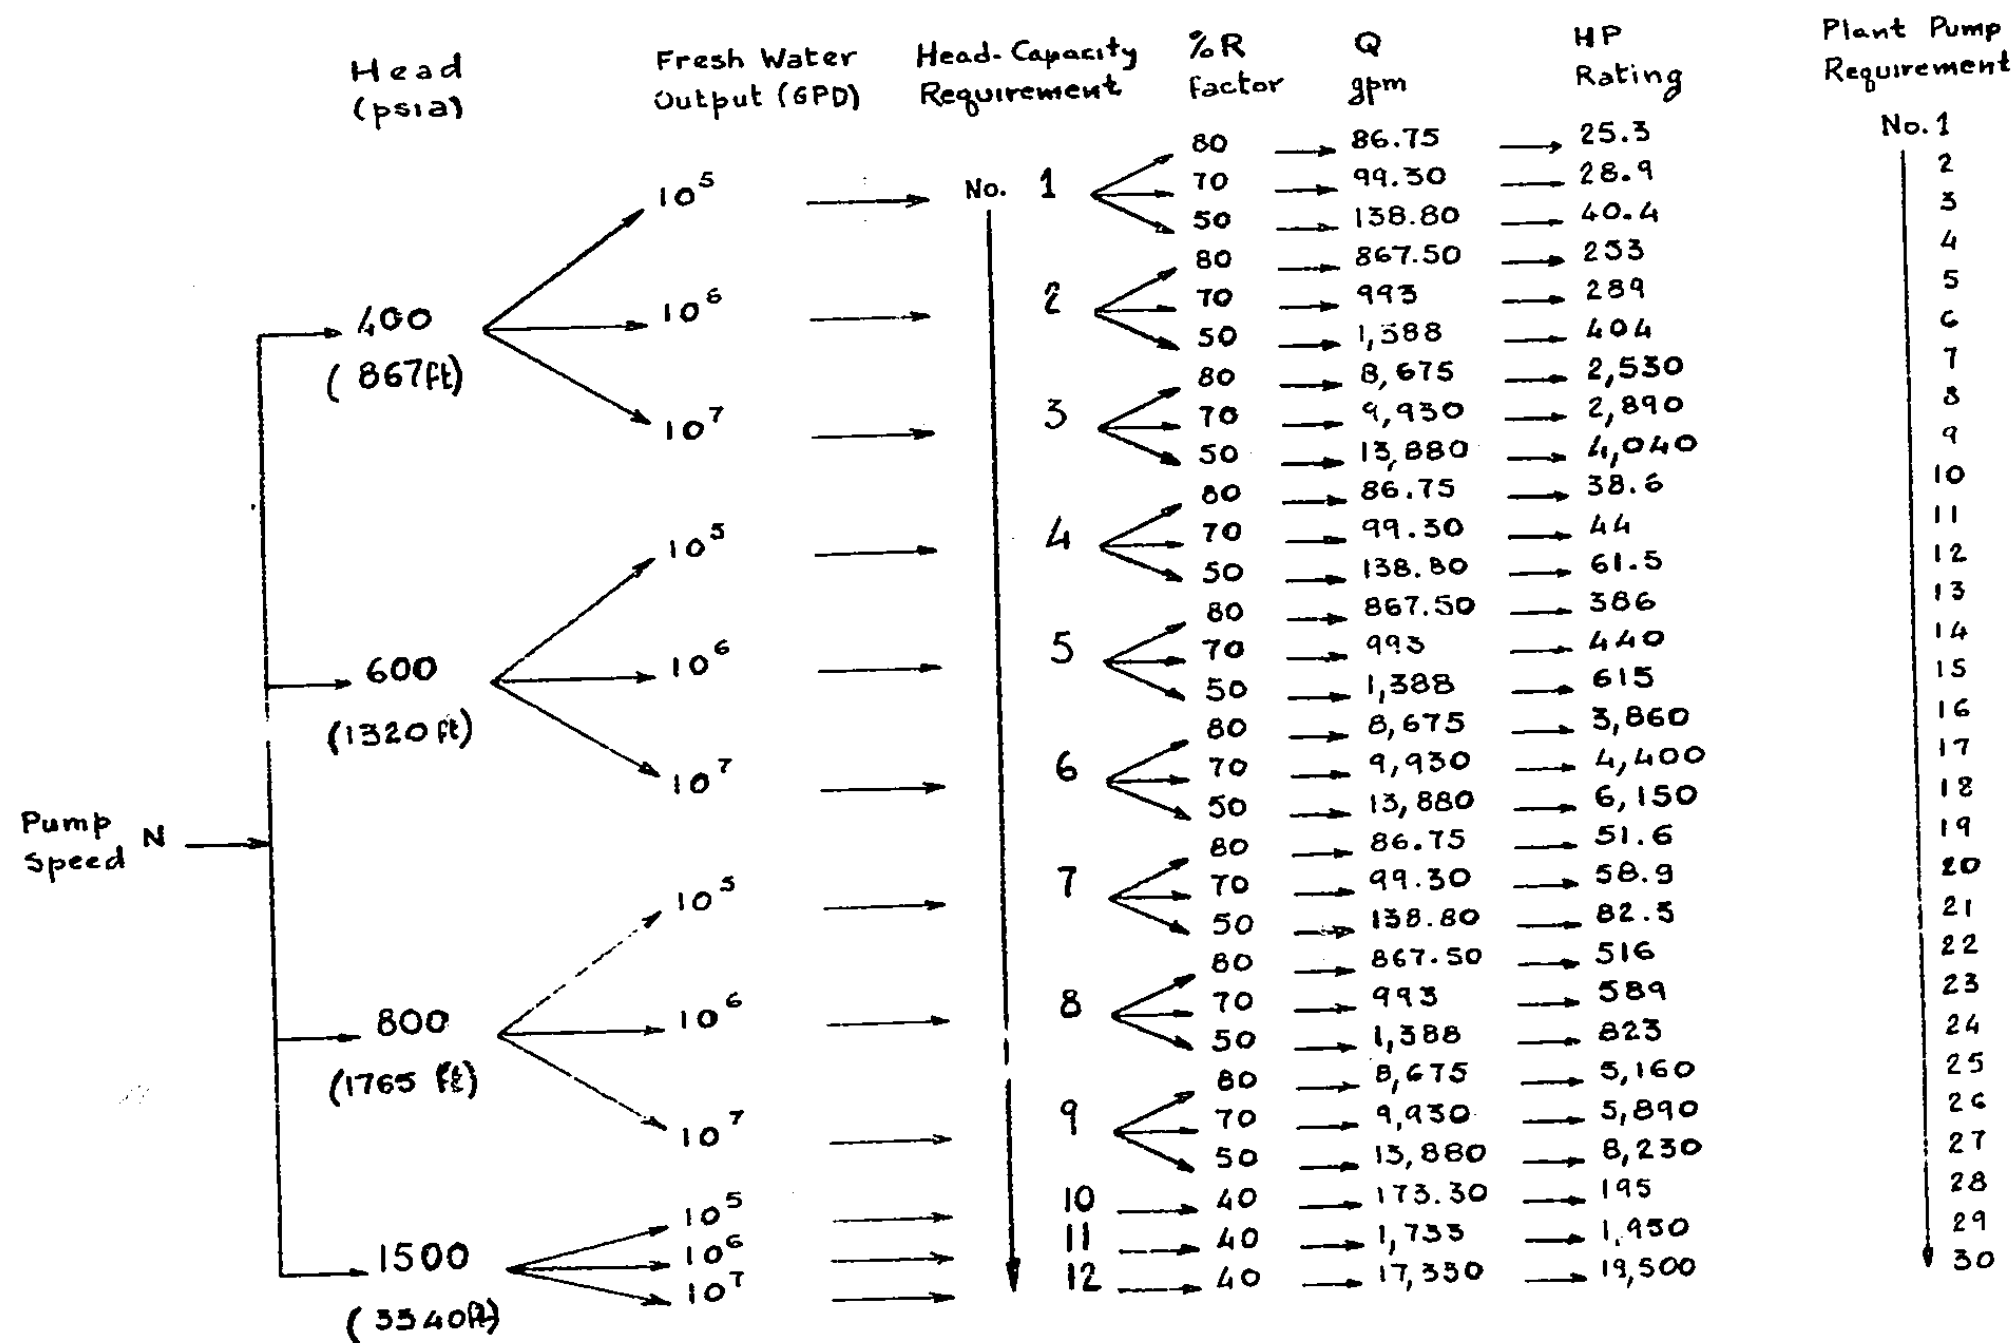 Head Fresh Water Head-Capacity %R Q HP Plant Pump
(psia) Output (GPD) Requirement factor gpm Rating Requirement
80 86.75 25.3 No. 1
10⁵ No. 1 70 99.30 28.9 2
50 138.80 40.4 3
80 867.50 253 4
10⁶ 2 70 993 289 5
400 50 1,388 404 6
(867ft) 80 8,675 2,530 7
10⁷ 3 70 9,930 2,890 8
50 13,880 4,040 9
80 86.75 38.6 10
10⁵ 4 70 99.30 44 11
50 138.80 61.5 12
80 867.50 386 13
600 10⁶ 5 70 993 440 14
50 1,388 615 15
(1320 ft) 80 8,675 3,860 16
10⁷ 6 70 9,930 4,400 17
50 13,880 6,150 18
Pump Speed N 80 86.75 51.6 19
10⁵ 7 70 99.30 58.9 20
50 138.80 82.3 21
80 867.50 516 22
800 10⁶ 8 70 993 589 23
50 1,388 823 24
(1765 ft) 80 8,675 5,160 25
10⁷ 9 70 9,930 5,890 26
50 13,880 8,230 27
10⁵ 10 40 173.30 195 28
1500 10⁶ 11 40 1,733 1,950 29
10⁷ 12 40 17,330 19,500 30
(3340ft)